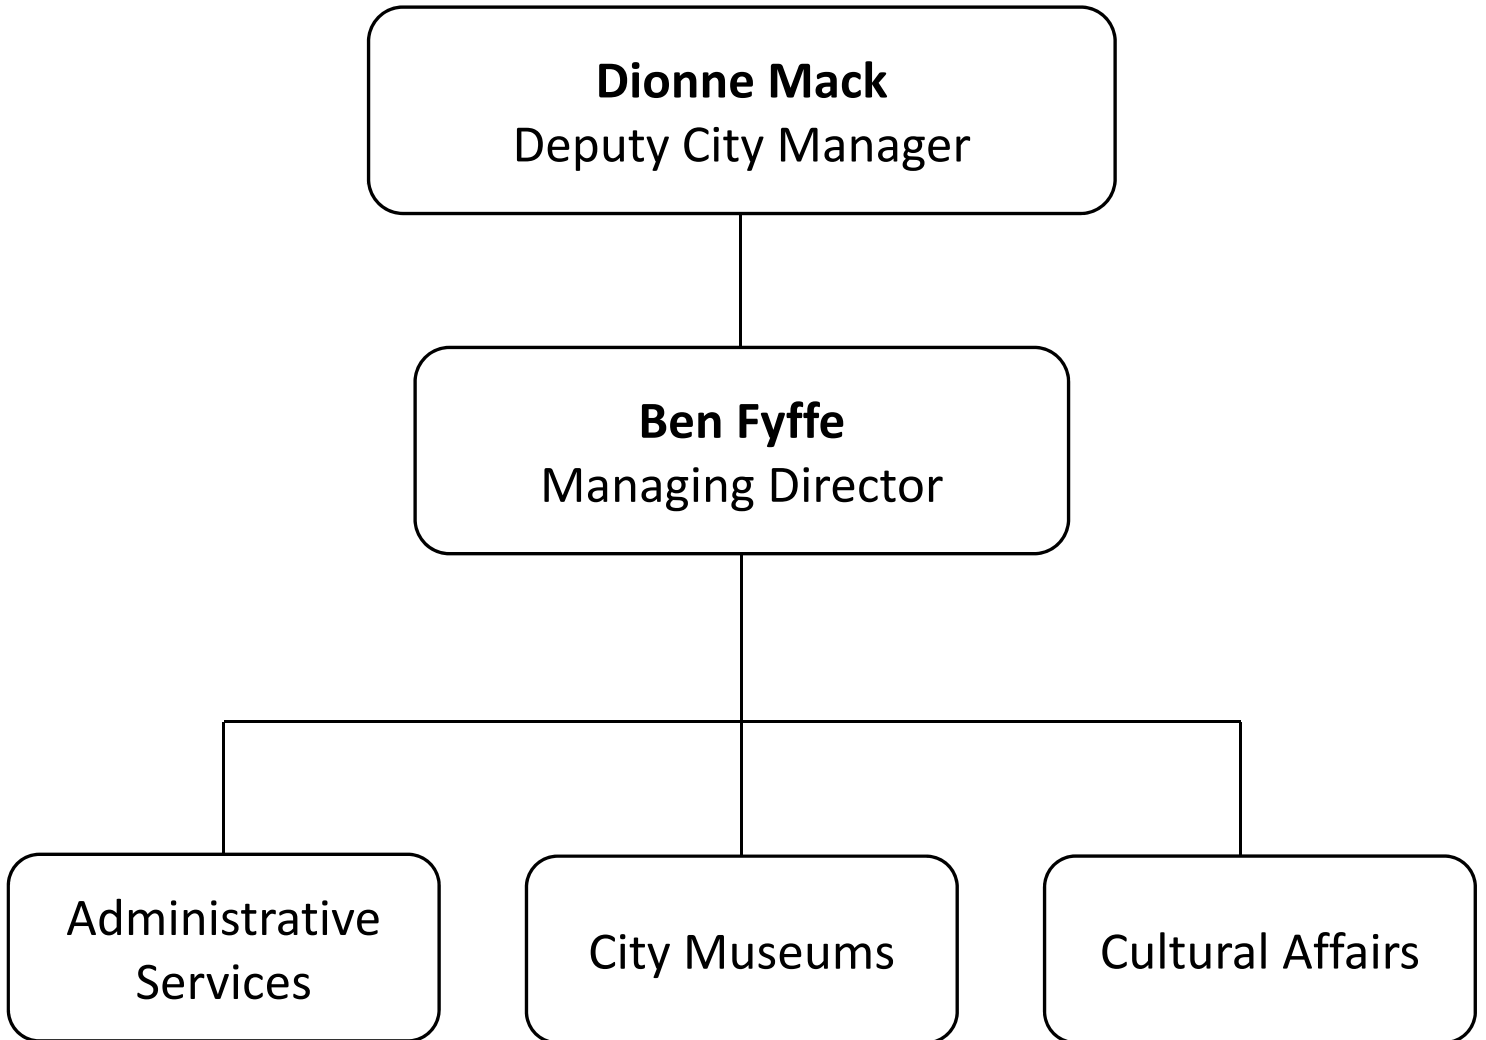 Dionne Mack
Deputy City Manager
Ben Fyffe
Managing Director
Administrative
Services
City Museums
Cultural Affairs